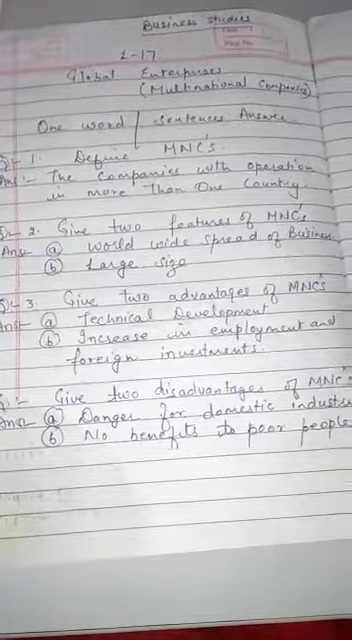 Business Studies
L-17
Global Enterprises
(Multinational Companies)
One word | Sentences Answer
Q:- 1. Define MNC's.
Ans:- The Companies with operation
in more Than One Country.
Q:- 2. Give two features of MNC's
Ans (a) World wide spread of Business
(b) Large size
Q:- 3 Give two advantages of MNC's
Ans:- (a) Technical Development
(b) Increase in employment and
foreign investments.
Q:- Give two disadvantages of MNC's
Ans:- (a) Danger for domestic industries
(b) No benefits to poor people